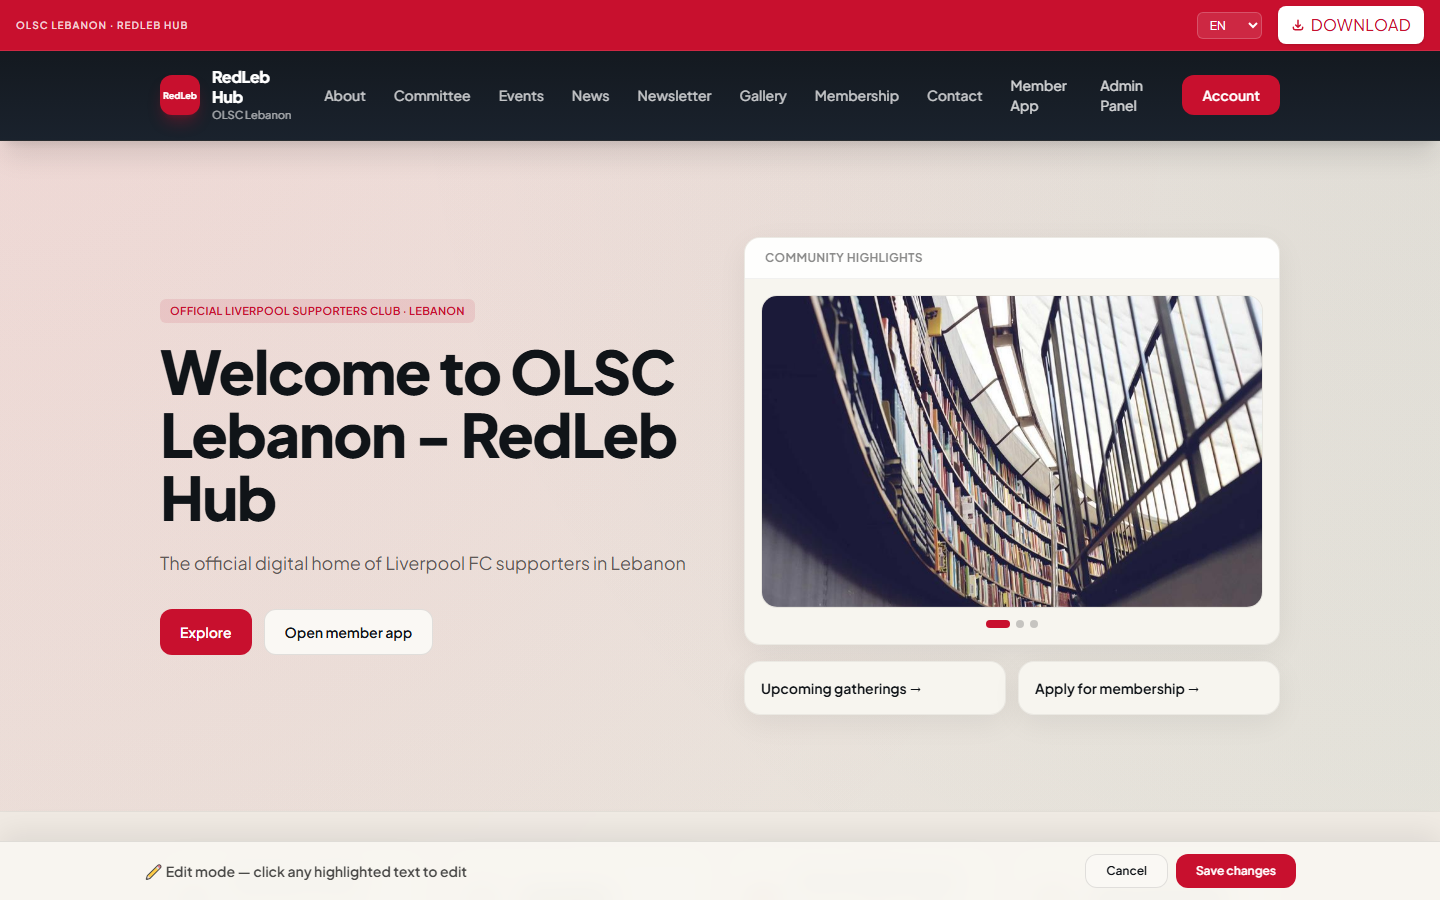 OLSC LEBANON · REDLEB HUB
EN
DOWNLOAD
RedLeb
RedLeb
Hub
OLSC Lebanon
About
Committee
Events
News
Newsletter
Gallery
Membership
Contact
Member
App
Admin
Panel
Account
OFFICIAL LIVERPOOL SUPPORTERS CLUB · LEBANON
Welcome to OLSC
Lebanon – RedLeb
Hub
The official digital home of Liverpool FC supporters in Lebanon
Explore
Open member app
COMMUNITY HIGHLIGHTS
Upcoming gatherings →
Apply for membership →
Edit mode — click any highlighted text to edit
Cancel
Save changes